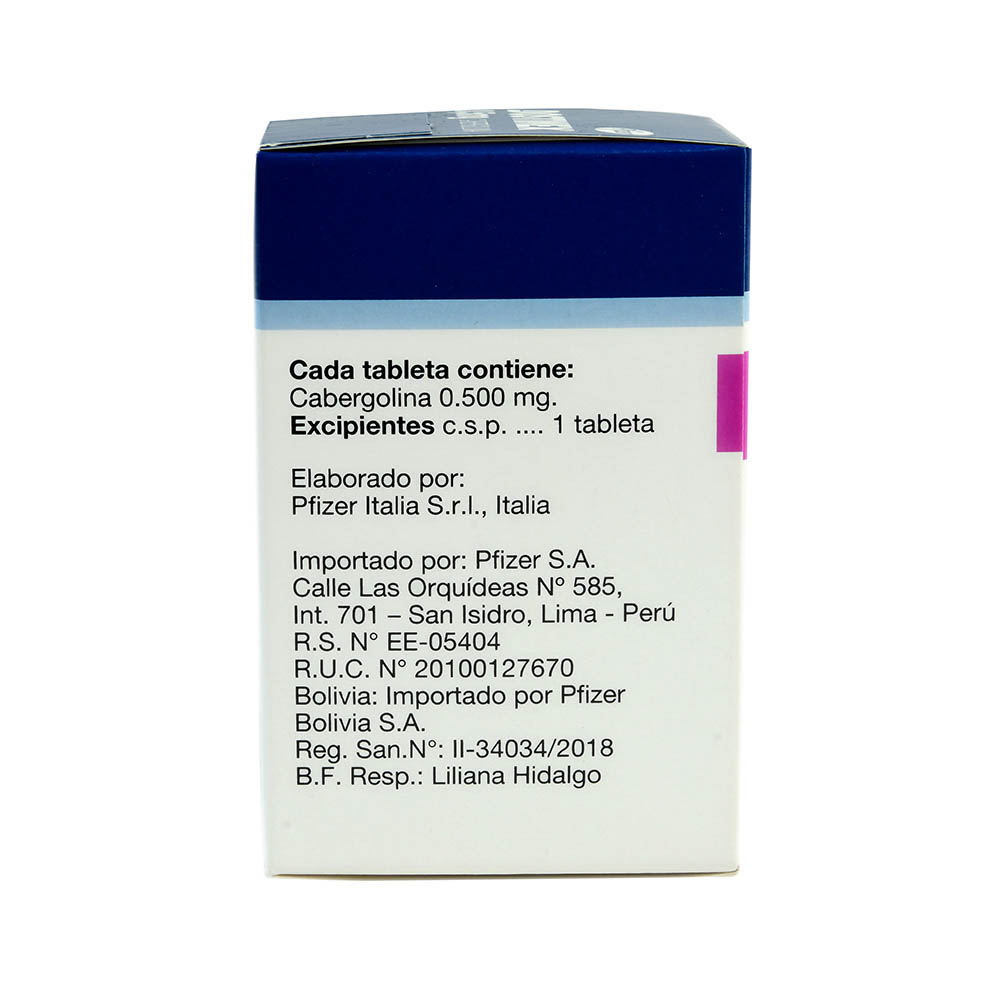 Cada tableta contiene:
Cabergolina 0.500 mg.
Excipientes c.s.p. .... 1 tableta
Elaborado por:
Pfizer Italia S.r.l., Italia
Importado por: Pfizer S.A.
Calle Las Orquídeas Nº 585,
Int. 701 – San Isidro, Lima - Perú
R.S. N° EE-05404
R.U.C. N° 20100127670
Bolivia: Importado por Pfizer
Bolivia S.A.
Reg. San.N°: II-34034/2018
B.F. Resp.: Liliana Hidalgo